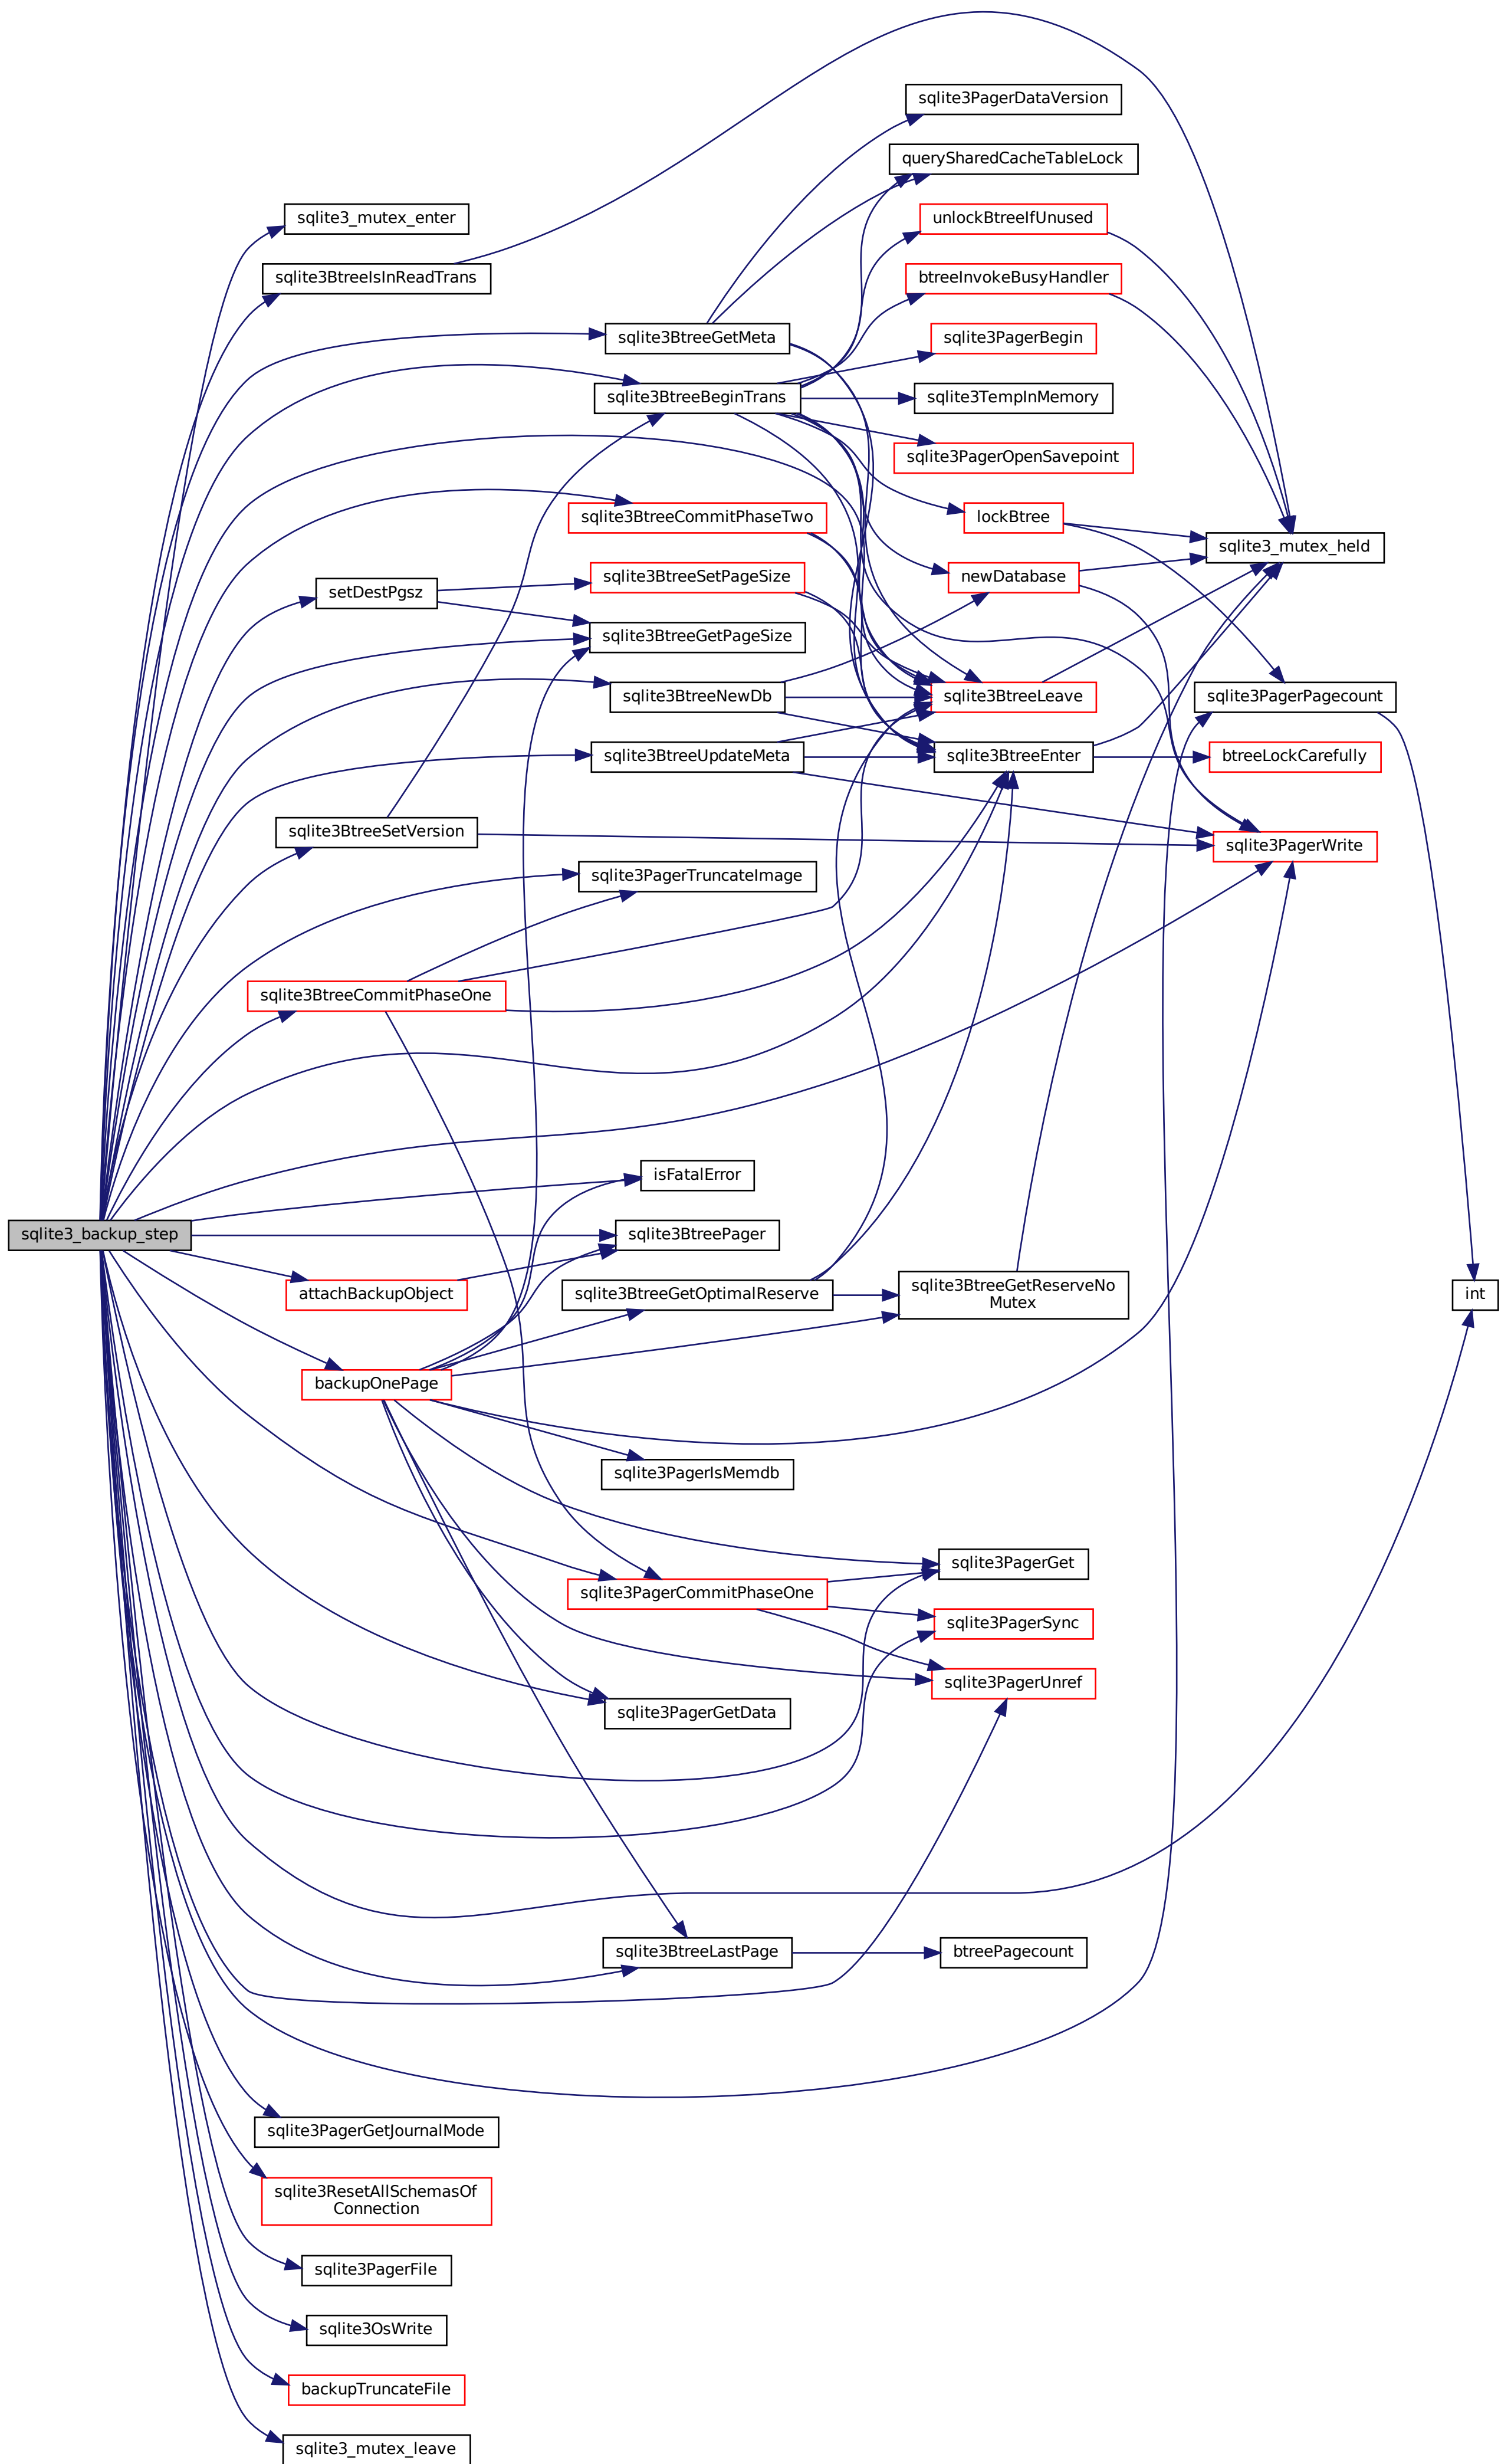 sqlite3PagerDataVersion
querySharedCacheTableLock
sqlite3_mutex_enter
unlockBtreeIfUnused
sqlite3BtreeIsInReadTrans
btreeInvokeBusyHandler
sqlite3BtreeGetMeta
sqlite3PagerBegin
sqlite3BtreeBeginTrans
sqlite3TempInMemory
sqlite3PagerOpenSavepoint
sqlite3BtreeCommitPhaseTwo
lockBtree
sqlite3_mutex_held
sqlite3BtreeSetPageSize
newDatabase
setDestPgsz
sqlite3BtreeGetPageSize
sqlite3BtreeNewDb
sqlite3BtreeLeave
sqlite3PagerPagecount
sqlite3BtreeUpdateMeta
sqlite3BtreeEnter
btreeLockCarefully
sqlite3BtreeSetVersion
sqlite3PagerWrite
sqlite3PagerTruncateImage
sqlite3BtreeCommitPhaseOne
isFatalError
sqlite3_backup_step
sqlite3BtreePager
attachBackupObject
sqlite3BtreeGetOptimalReserve
sqlite3BtreeGetReserveNo
Mutex
int
backupOnePage
sqlite3PagerIsMemdb
sqlite3PagerGet
sqlite3PagerCommitPhaseOne
sqlite3PagerSync
sqlite3PagerUnref
sqlite3PagerGetData
sqlite3BtreeLastPage
btreePagecount
sqlite3PagerGetJournalMode
sqlite3ResetAllSchemasOf
Connection
sqlite3PagerFile
sqlite3OsWrite
backupTruncateFile
sqlite3_mutex_leave